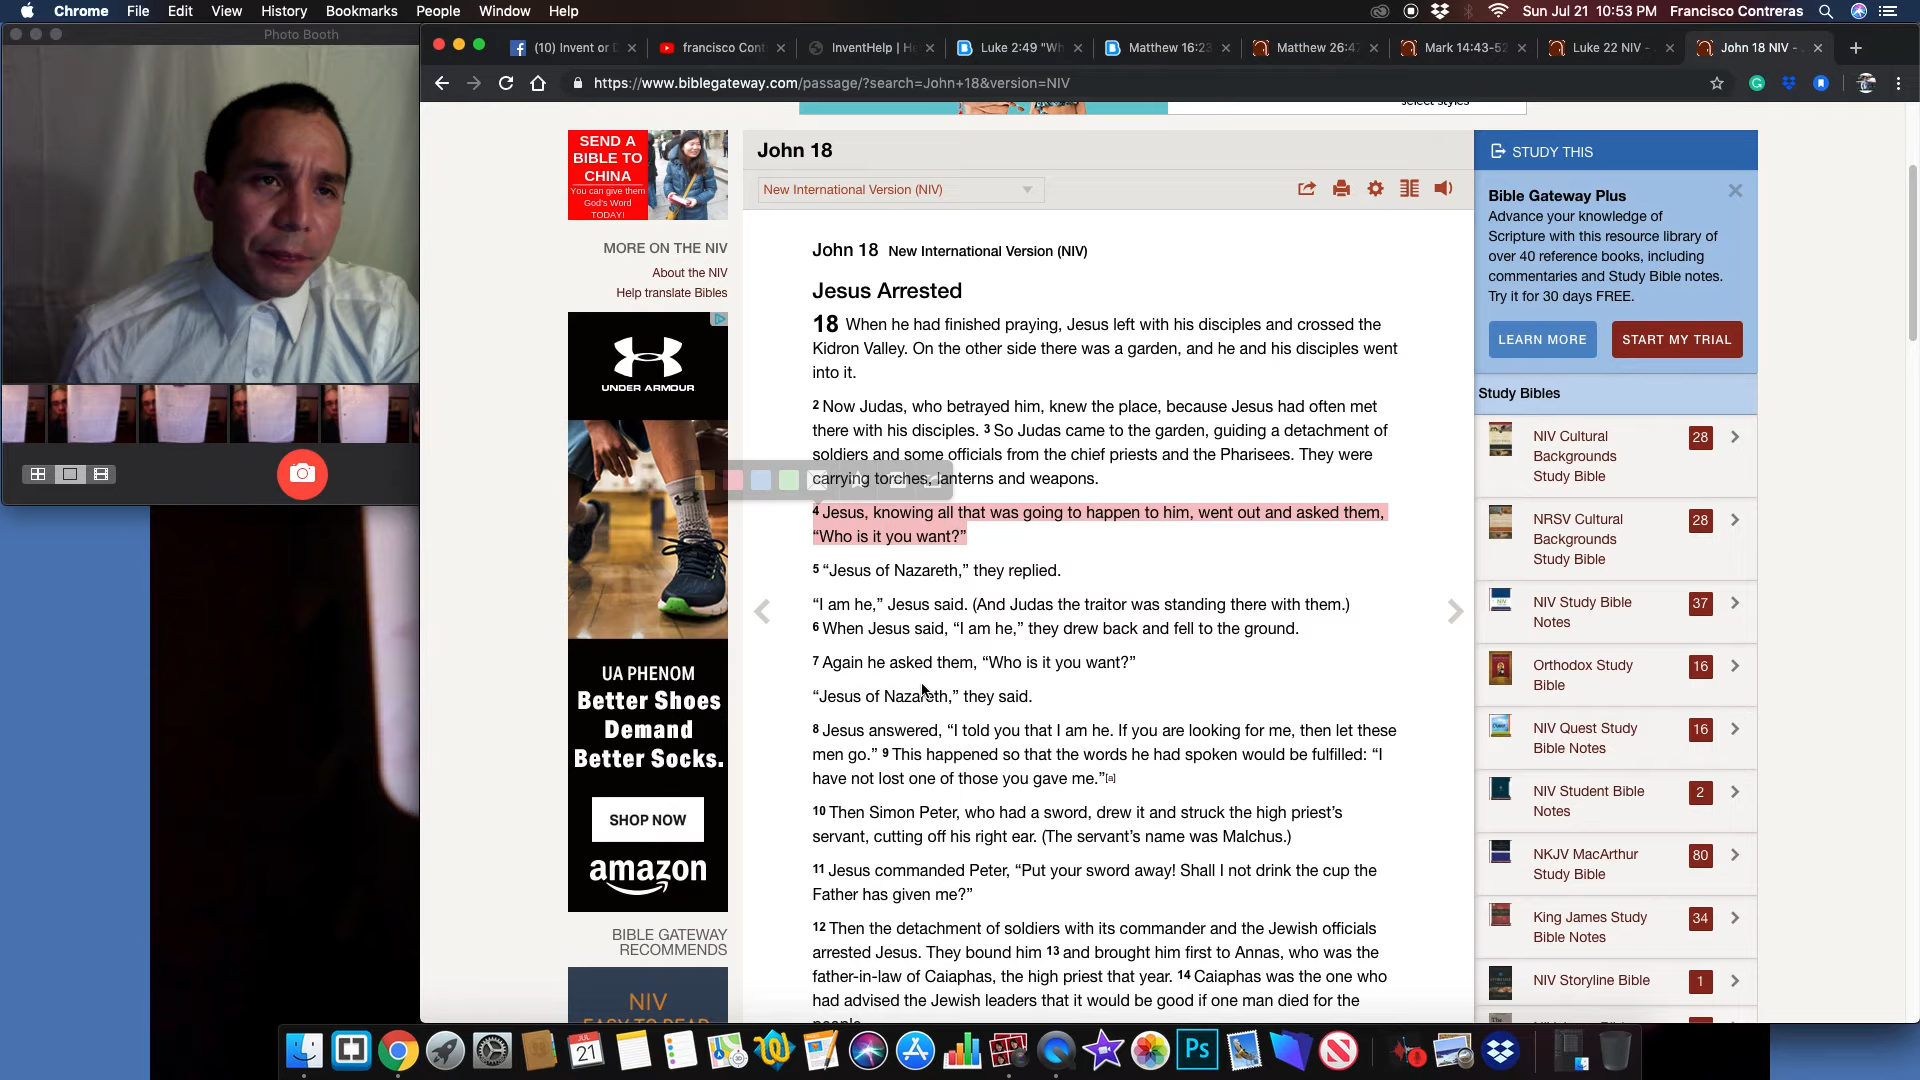 Chrome File Edit View History Bookmarks People Window Help
Sun Jul 21 10:53 PM Francisco Contreras
Photo Booth
(10) Invent or
francisco Cont
InventHelp | H
Luke 2:49 "Wh
Matthew 16:23
Matthew 26:47
Mark 14:43-52
Luke 22 NIV -
John 18 NIV -
https://www.biblegateway.com/passage/?search=John+18&version=NIV
select styles
SEND A
BIBLE TO
CHINA
You can give them
God's Word
TODAY!
MORE ON THE NIV
About the NIV
Help translate Bibles
UNDER ARMOUR
UA PHENOM
Better Shoes
Demand
Better Socks.
SHOP NOW
amazon
BIBLE GATEWAY
RECOMMENDS
NIV
John 18
New International Version (NIV)
John 18 New International Version (NIV)
Jesus Arrested
18 When he had finished praying, Jesus left with his disciples and crossed the
Kidron Valley. On the other side there was a garden, and he and his disciples went
into it.
2 Now Judas, who betrayed him, knew the place, because Jesus had often met
there with his disciples. 3 So Judas came to the garden, guiding a detachment of
soldiers and some officials from the chief priests and the Pharisees. They were
carrying torches, lanterns and weapons.
4 Jesus, knowing all that was going to happen to him, went out and asked them,
“Who is it you want?”
5 “Jesus of Nazareth,” they replied.
“I am he,” Jesus said. (And Judas the traitor was standing there with them.)
6 When Jesus said, “I am he,” they drew back and fell to the ground.
7 Again he asked them, “Who is it you want?”
“Jesus of Nazareth,” they said.
8 Jesus answered, “I told you that I am he. If you are looking for me, then let these
men go.” 9 This happened so that the words he had spoken would be fulfilled: “I
have not lost one of those you gave me.”[a]
10 Then Simon Peter, who had a sword, drew it and struck the high priest’s
servant, cutting off his right ear. (The servant’s name was Malchus.)
11 Jesus commanded Peter, “Put your sword away! Shall I not drink the cup the
Father has given me?”
12 Then the detachment of soldiers with its commander and the Jewish officials
arrested Jesus. They bound him 13 and brought him first to Annas, who was the
father-in-law of Caiaphas, the high priest that year. 14 Caiaphas was the one who
had advised the Jewish leaders that it would be good if one man died for the
people.
STUDY THIS
Bible Gateway Plus
Advance your knowledge of
Scripture with this resource library of
over 40 reference books, including
commentaries and Study Bible notes.
Try it for 30 days FREE.
LEARN MORE
START MY TRIAL
Study Bibles
NIV Cultural
Backgrounds
Study Bible
28
NRSV Cultural
Backgrounds
Study Bible
28
NIV Study Bible
Notes
37
Orthodox Study
Bible
16
NIV Quest Study
Bible Notes
16
NIV Student Bible
Notes
2
NKJV MacArthur
Study Bible
80
King James Study
Bible Notes
34
NIV Storyline Bible
1
JUL
21
Ps